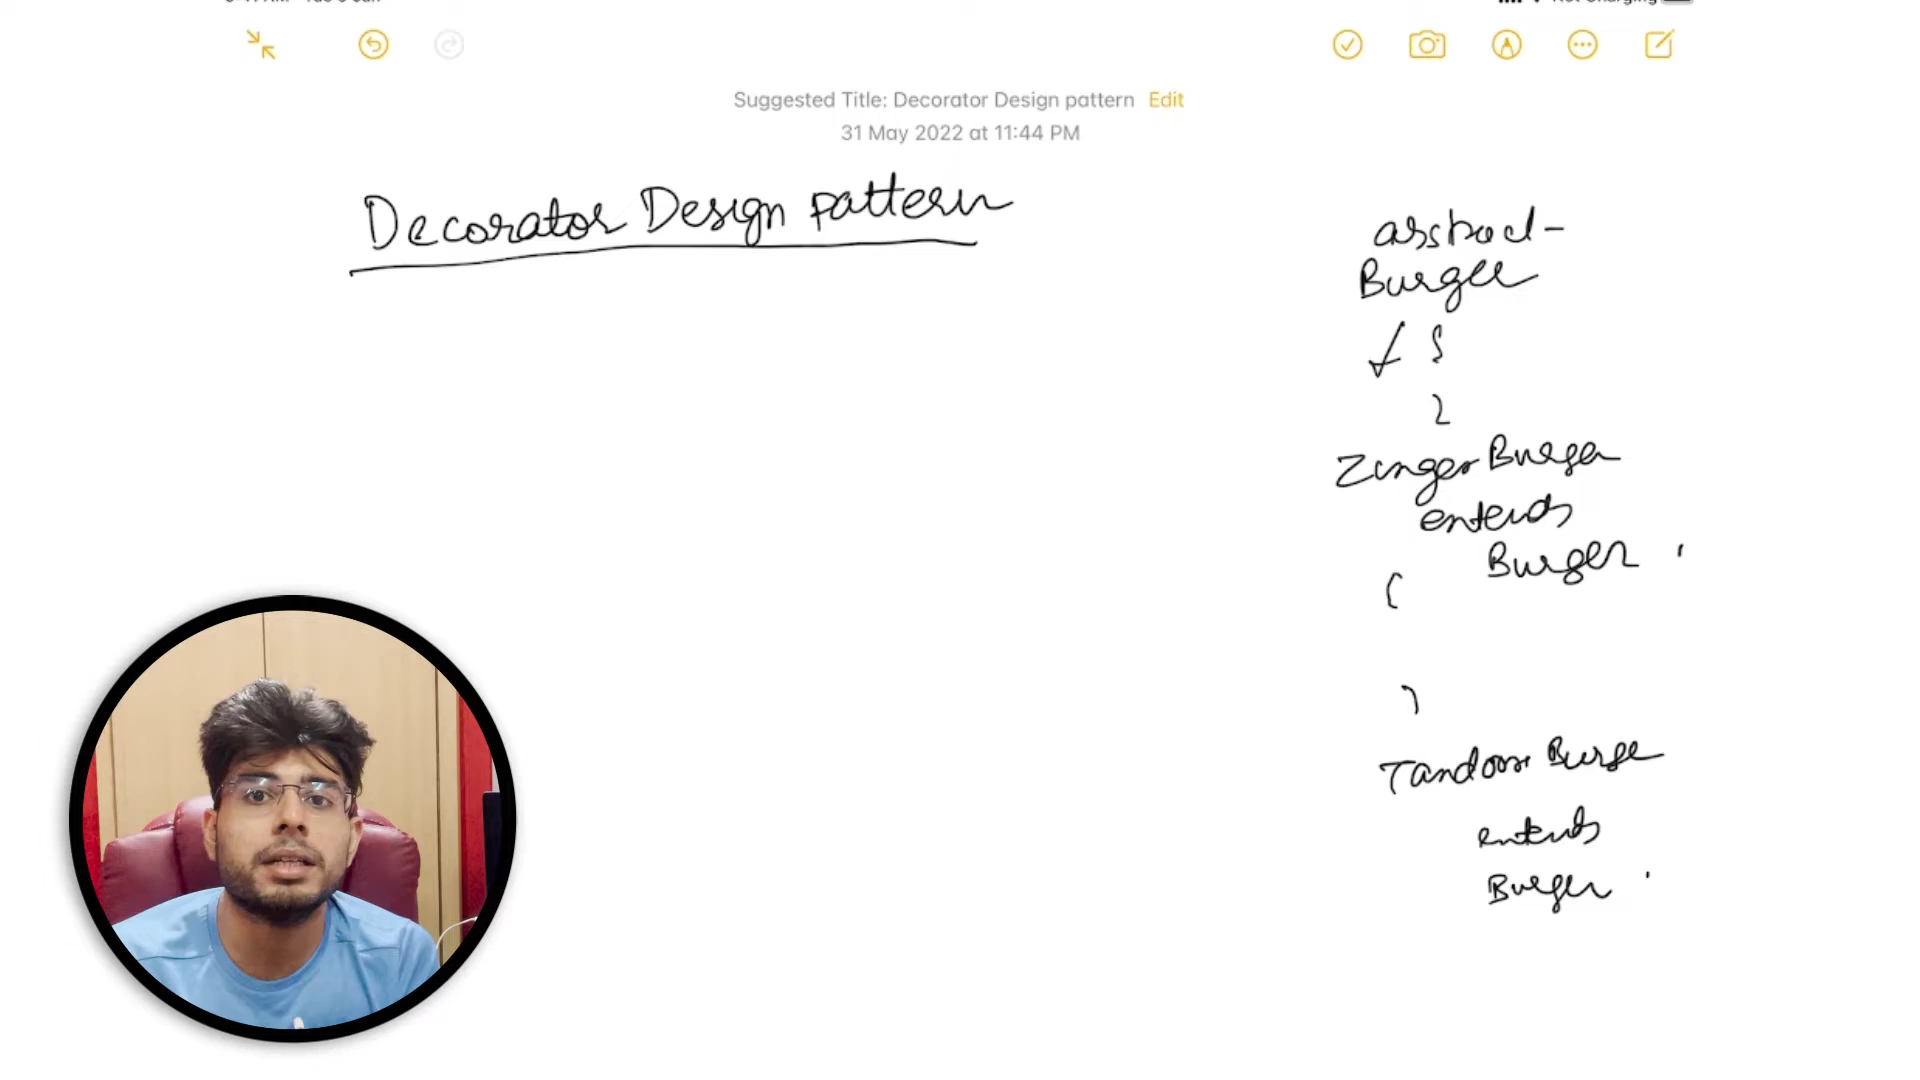 Suggested Title: Decorator Design pattern Edit
31 May 2022 at 11:44 PM
Decorator Design pattern
abstract
Burger
{
}
Zinger Burger
extends
Burger
{
}
Tandoori Burger
extends
Burger